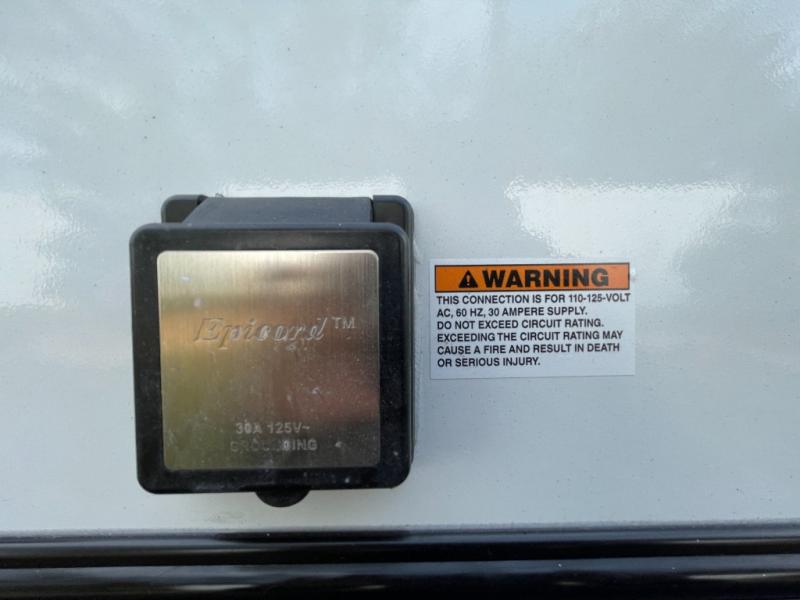 Epicord™
30A 125V~
GROUNDING
WARNING
THIS CONNECTION IS FOR 110-125-VOLT
AC, 60 HZ, 30 AMPERE SUPPLY.
DO NOT EXCEED CIRCUIT RATING.
EXCEEDING THE CIRCUIT RATING MAY
CAUSE A FIRE AND RESULT IN DEATH
OR SERIOUS INJURY.